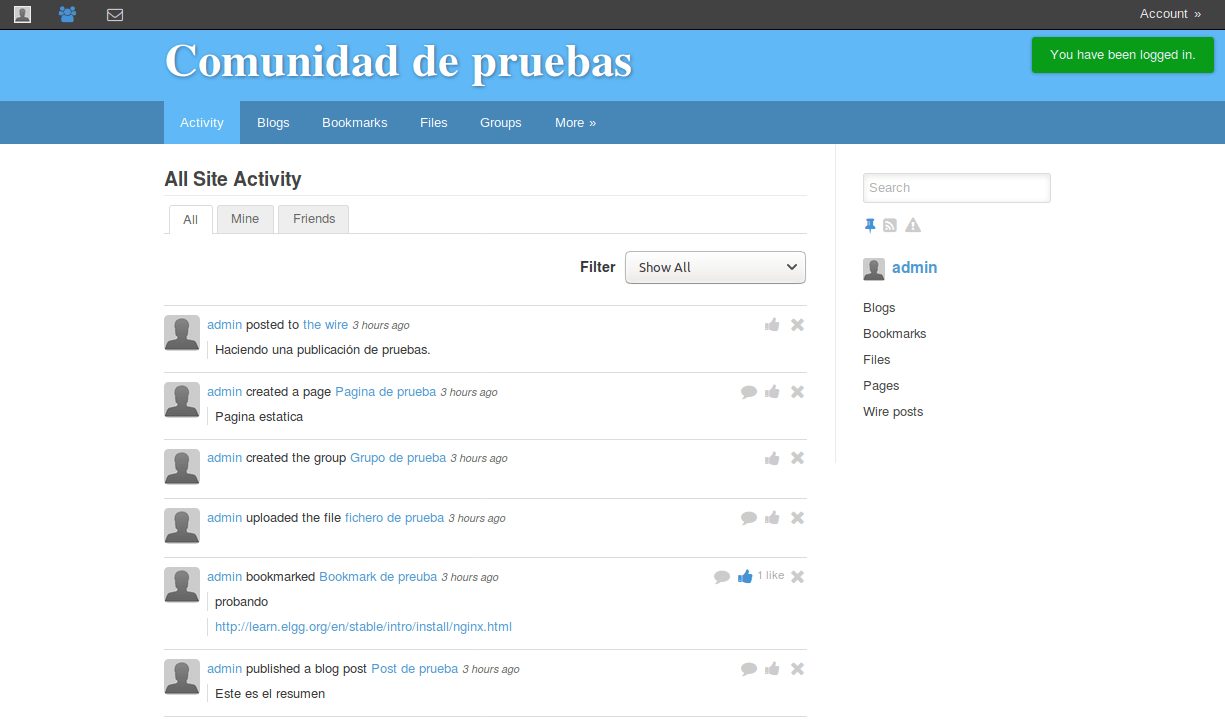 Account »
Comunidad de pruebas
You have been logged in.
Activity Blogs Bookmarks Files Groups More »
All Site Activity
All Mine Friends
Filter Show All
admin posted to the wire 3 hours ago
Haciendo una publicación de pruebas.
admin created a page Pagina de prueba 3 hours ago
Pagina estatica
admin created the group Grupo de prueba 3 hours ago
admin uploaded the file fichero de prueba 3 hours ago
admin bookmarked Bookmark de preuba 3 hours ago 1 like
probando
http://learn.elgg.org/en/stable/intro/install/nginx.html
admin published a blog post Post de prueba 3 hours ago
Este es el resumen
Search
admin
Blogs
Bookmarks
Files
Pages
Wire posts